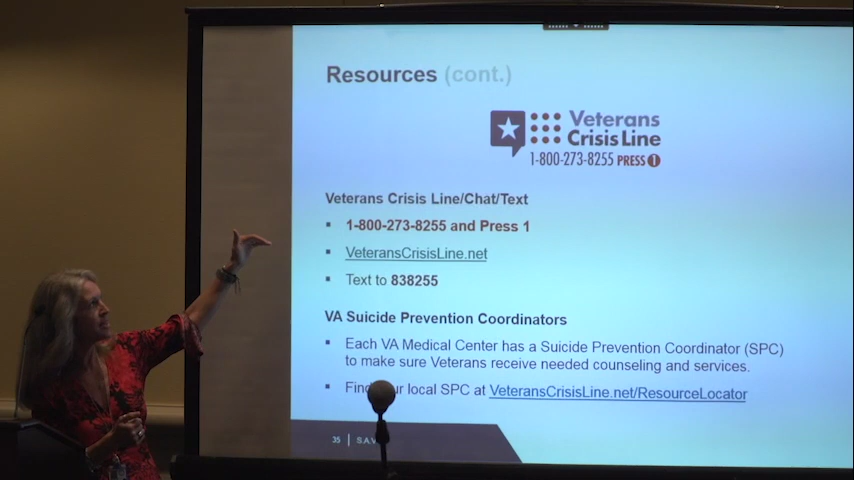 Resources (cont.)
Veterans
Crisis Line
1-800-273-8255 PRESS 1
Veterans Crisis Line/Chat/Text
▪ 1-800-273-8255 and Press 1
▪ VeteransCrisisLine.net
▪ Text to 838255
VA Suicide Prevention Coordinators
▪ Each VA Medical Center has a Suicide Prevention Coordinator (SPC)
to make sure Veterans receive needed counseling and services.
▪ local SPC at VeteransCrisisLine.net/ResourceLocator
35 |